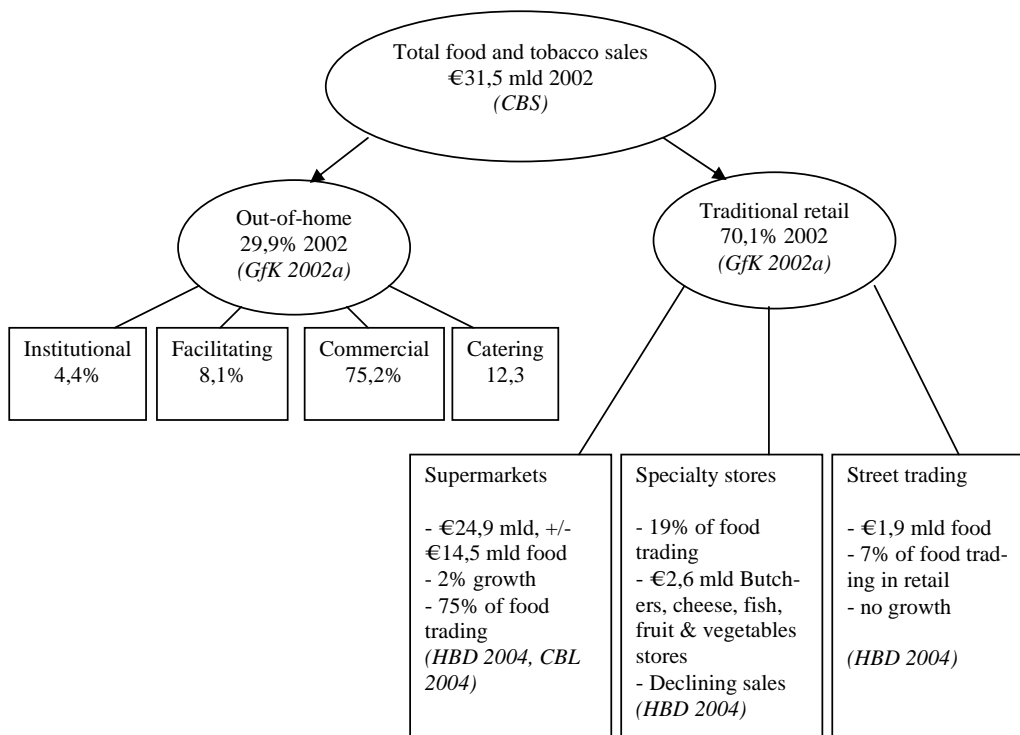 Total food and tobacco sales
€31,5 mld 2002
(CBS)
Out-of-home
29,9% 2002
(GfK 2002a)
Traditional retail
70,1% 2002
(GfK 2002a)
Institutional
4,4%
Facilitating
8,1%
Commercial
75,2%
Catering
12,3
Supermarkets
- €24,9 mld, +/-
€14,5 mld food
- 2% growth
- 75% of food
trading
(HBD 2004, CBL
2004)
Specialty stores
- 19% of food
trading
- €2,6 mld Butch-
ers, cheese, fish,
fruit & vegetables
stores
- Declining sales
(HBD 2004)
Street trading
- €1,9 mld food
- 7% of food trad-
ing in retail
- no growth
(HBD 2004)